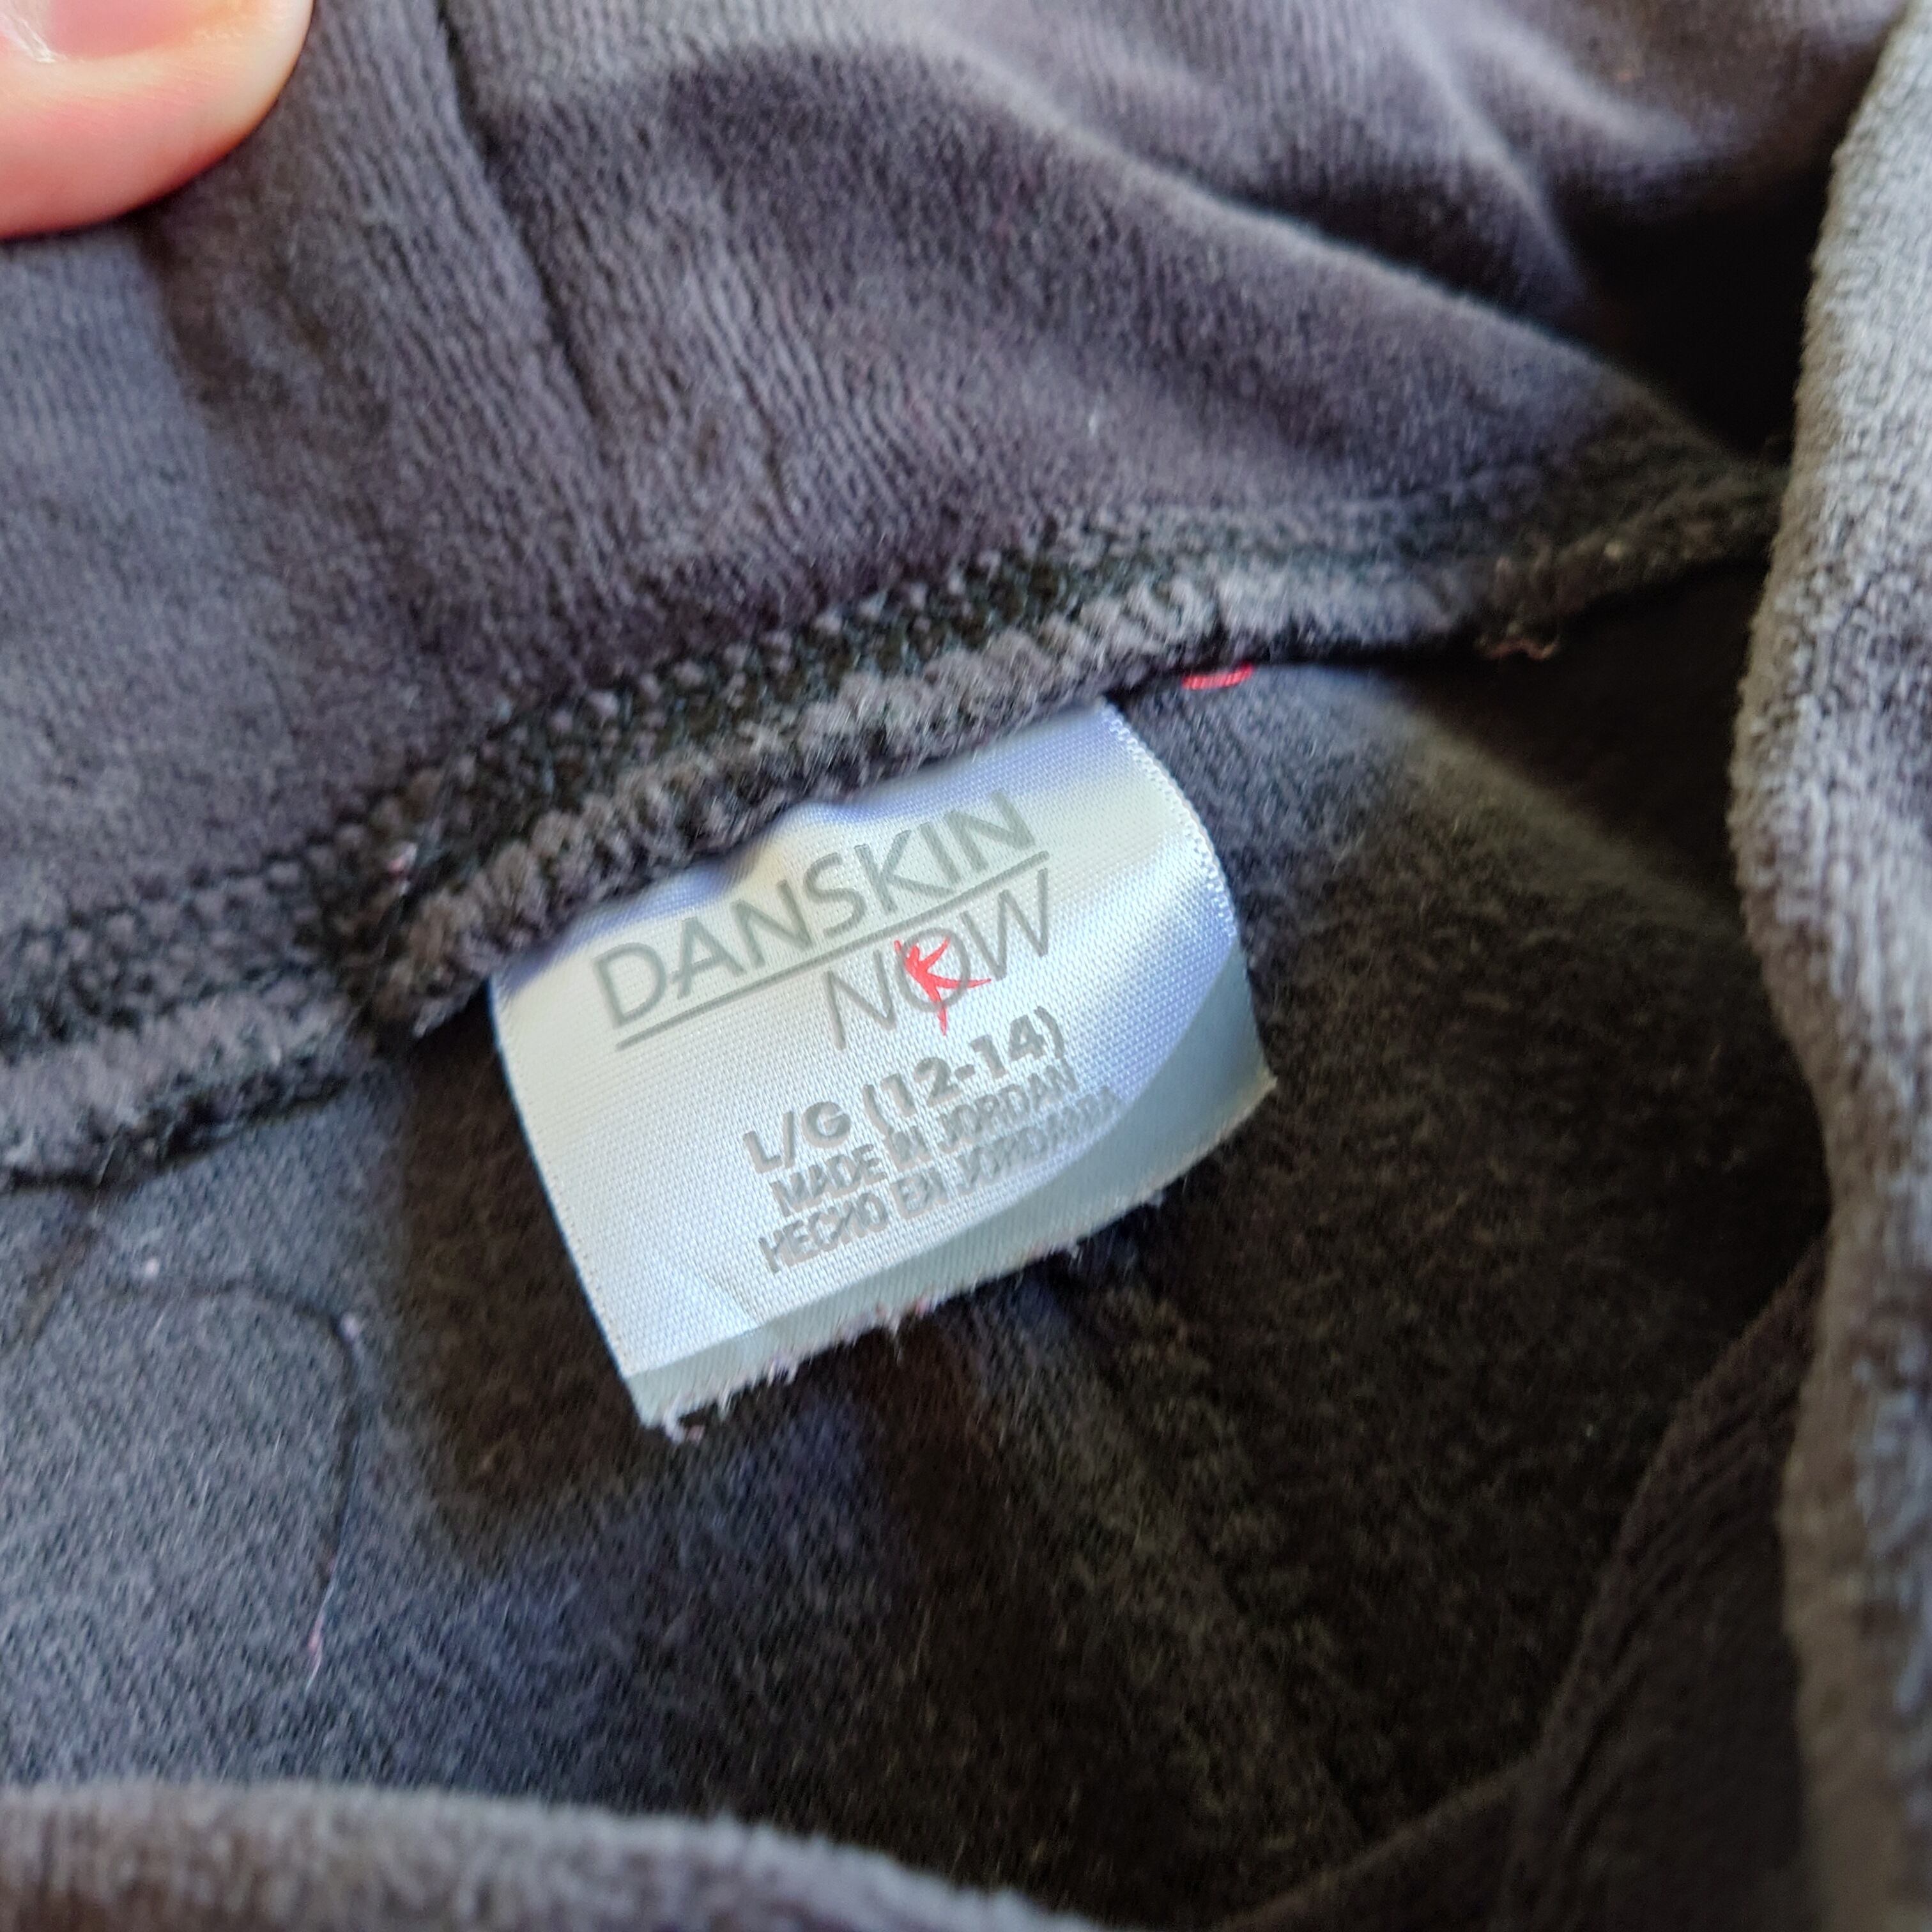 DANSKIN
NOW
L/G (12-14)
MADE IN JORDAN
HECHO EN JORDANIA